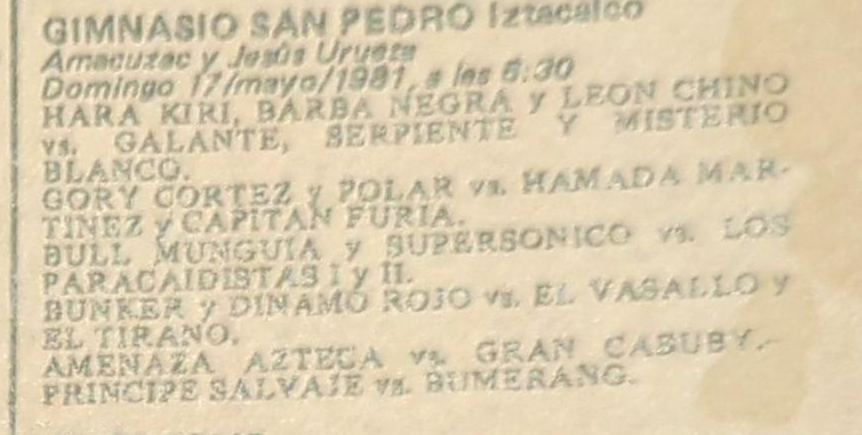 GIMNASIO SAN PEDRO Iztacalco
Amacuzac y Jesús Urueta
Domingo 17/mayo/1981, a las 6:30
HARA KIRI, BARBA NEGRA y LEON CHINO
vs. GALANTE, SERPIENTE Y MISTERIO
BLANCO.
GORY CORTEZ y POLAR vs. HAMADA MAR-
TINEZ y CAPITAN FURIA.
BULL MUNGUIA y SUPERSONICO vs. LOS
PARACAIDISTAS I y II.
BUNKER y DINAMO ROJO vs. EL VASALLO y
EL TIRANO.
AMENAZA AZTECA vs. GRAN CASUBY.-
PRINCIPE SALVAJE vs. BUMERANG.